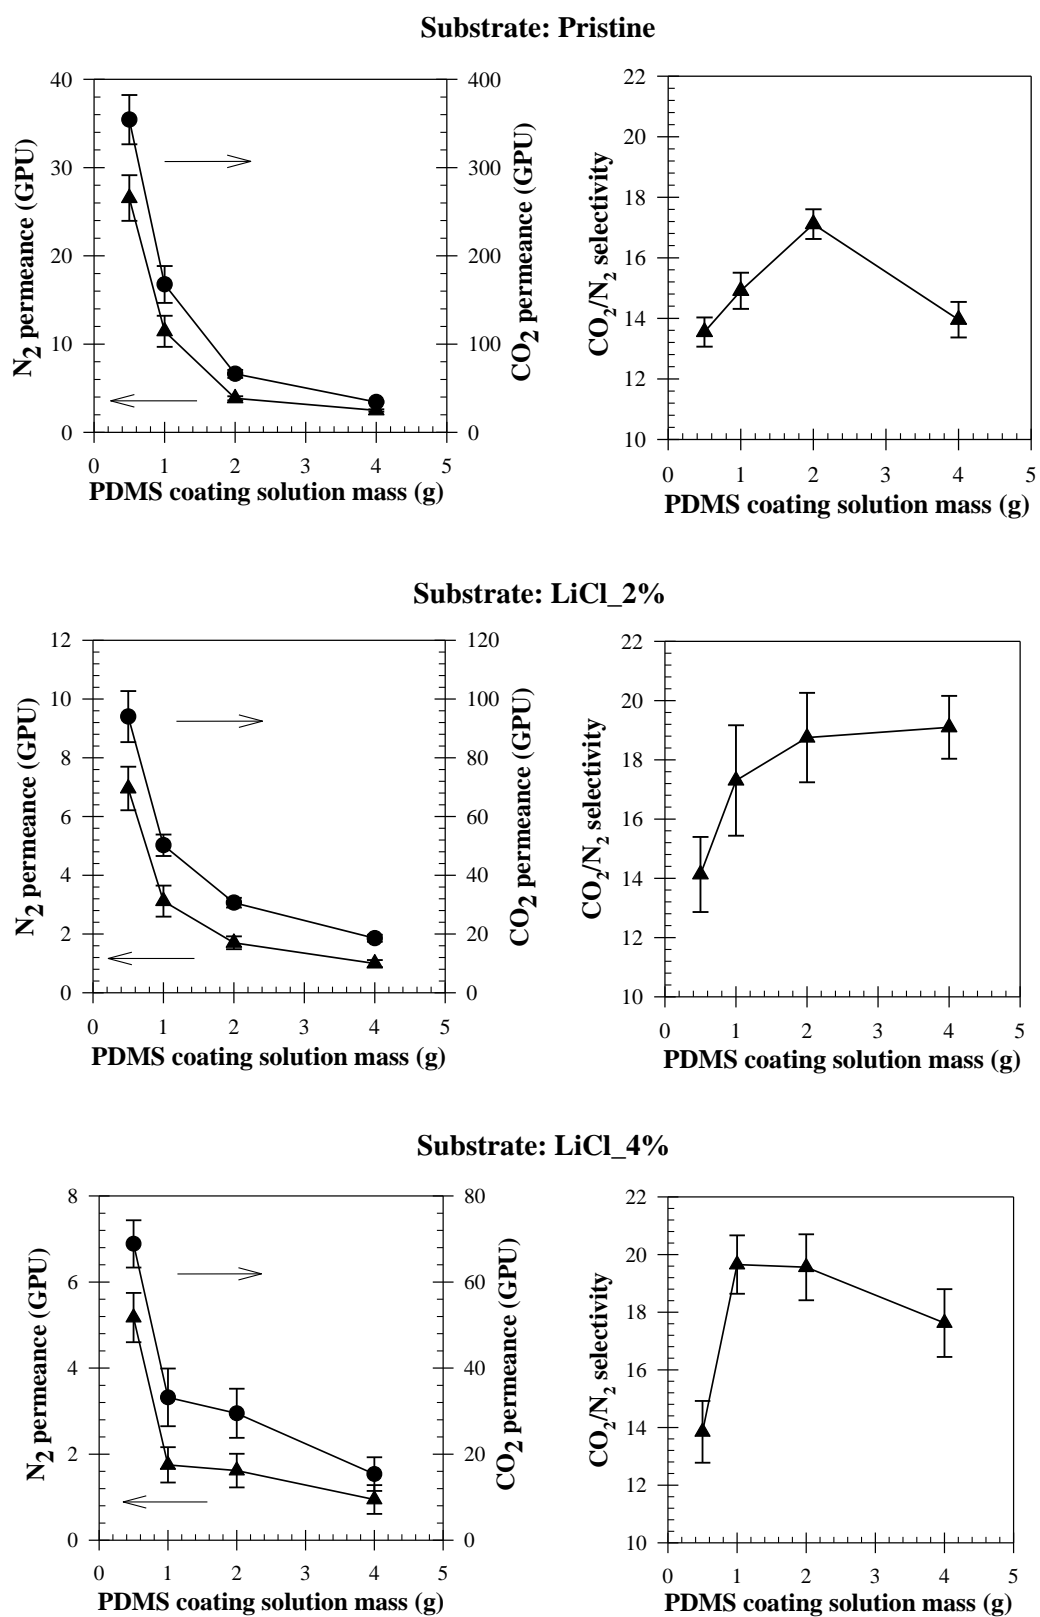 Substrate: Pristine
N2 permeance (GPU)
40
30
20
10
0
400
300
200
100
0
CO2 permeance (GPU)
0 1 2 3 4 5
PDMS coating solution mass (g)
CO2/N2 selectivity
22
20
18
16
14
12
10
0 1 2 3 4 5
PDMS coating solution mass (g)
Substrate: LiCl_2%
N2 permeance (GPU)
12
10
8
6
4
2
0
120
100
80
60
40
20
0
CO2 permeance (GPU)
0 1 2 3 4 5
PDMS coating solution mass (g)
CO2/N2 selectivity
22
20
18
16
14
12
10
0 1 2 3 4 5
PDMS coating solution mass (g)
Substrate: LiCl_4%
N2 permeance (GPU)
8
6
4
2
0
80
60
40
20
0
CO2 permeance (GPU)
0 1 2 3 4 5
PDMS coating solution mass (g)
CO2/N2 selectivity
22
20
18
16
14
12
10
0 1 2 3 4 5
PDMS coating solution mass (g)